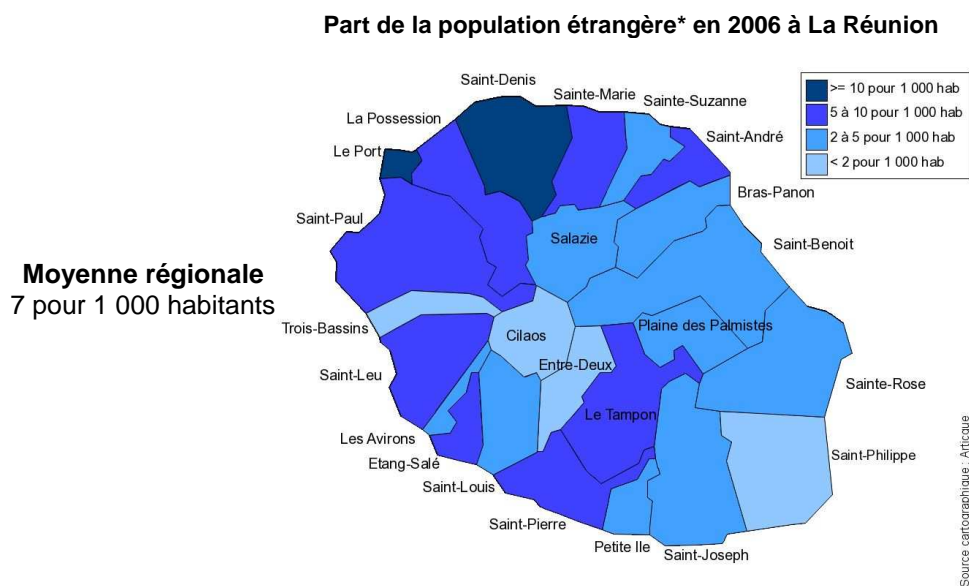 Part de la population étrangère* en 2006 à La Réunion
>= 10 pour 1 000 hab
5 à 10 pour 1 000 hab
2 à 5 pour 1 000 hab
< 2 pour 1 000 hab
Saint-Denis
Sainte-Marie
Sainte-Suzanne
La Possession
Saint-André
Le Port
Bras-Panon
Saint-Paul
Salazie
Saint-Benoit
Moyenne régionale
7 pour 1 000 habitants
Trois-Bassins
Cilaos
Plaine des Palmistes
Entre-Deux
Saint-Leu
Sainte-Rose
Le Tampon
Les Avirons
Etang-Salé
Saint-Philippe
Saint-Louis
Saint-Pierre
Petite Ile
Saint-Joseph
Source cartographique : Articque